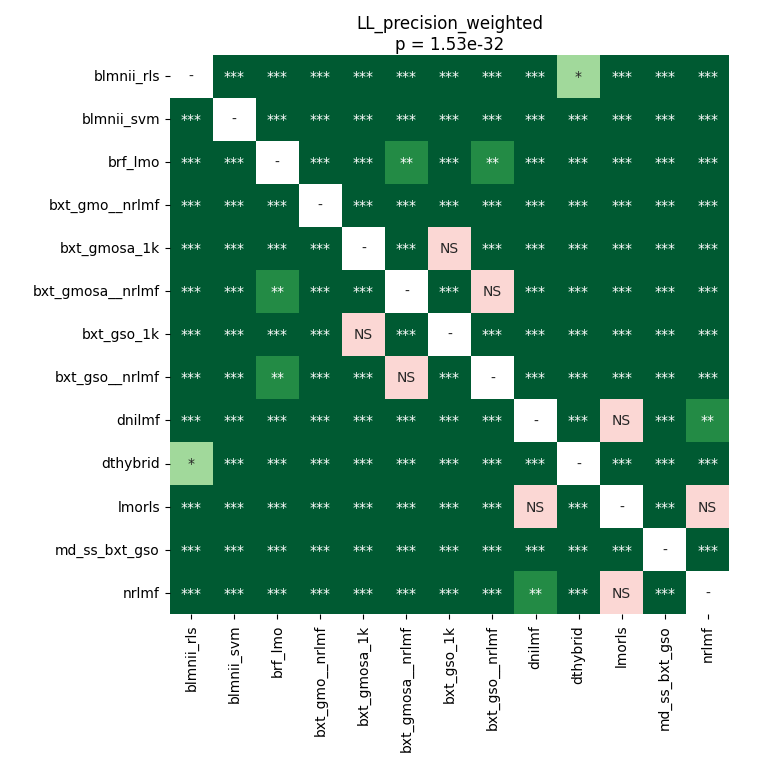 LL_precision_weighted
p = 1.53e-32
blmnii_rls - *** *** *** *** *** *** *** *** * *** *** ***
blmnii_svm *** - *** *** *** *** *** *** *** *** *** *** ***
brf_lmo *** *** - *** *** ** *** ** *** *** *** *** ***
bxt_gmo__nrlmf *** *** *** - *** *** *** *** *** *** *** *** ***
bxt_gmosa_1k *** *** *** *** - *** NS *** *** *** *** *** ***
bxt_gmosa__nrlmf *** *** ** *** *** - *** NS *** *** *** *** ***
bxt_gso_1k *** *** *** *** NS *** - *** *** *** *** *** ***
bxt_gso__nrlmf *** *** ** *** *** NS *** - *** *** *** *** ***
dnilmf *** *** *** *** *** *** *** *** - *** NS *** **
dthybrid * *** *** *** *** *** *** *** *** - *** *** ***
lmorls *** *** *** *** *** *** *** *** NS *** - *** NS
md_ss_bxt_gso *** *** *** *** *** *** *** *** *** *** *** - ***
nrlmf *** *** *** *** *** *** *** *** ** *** NS *** -
blmnii_rls
blmnii_svm
brf_lmo
bxt_gmo__nrlmf
bxt_gmosa_1k
bxt_gmosa__nrlmf
bxt_gso_1k
bxt_gso__nrlmf
dnilmf
dthybrid
lmorls
md_ss_bxt_gso
nrlmf